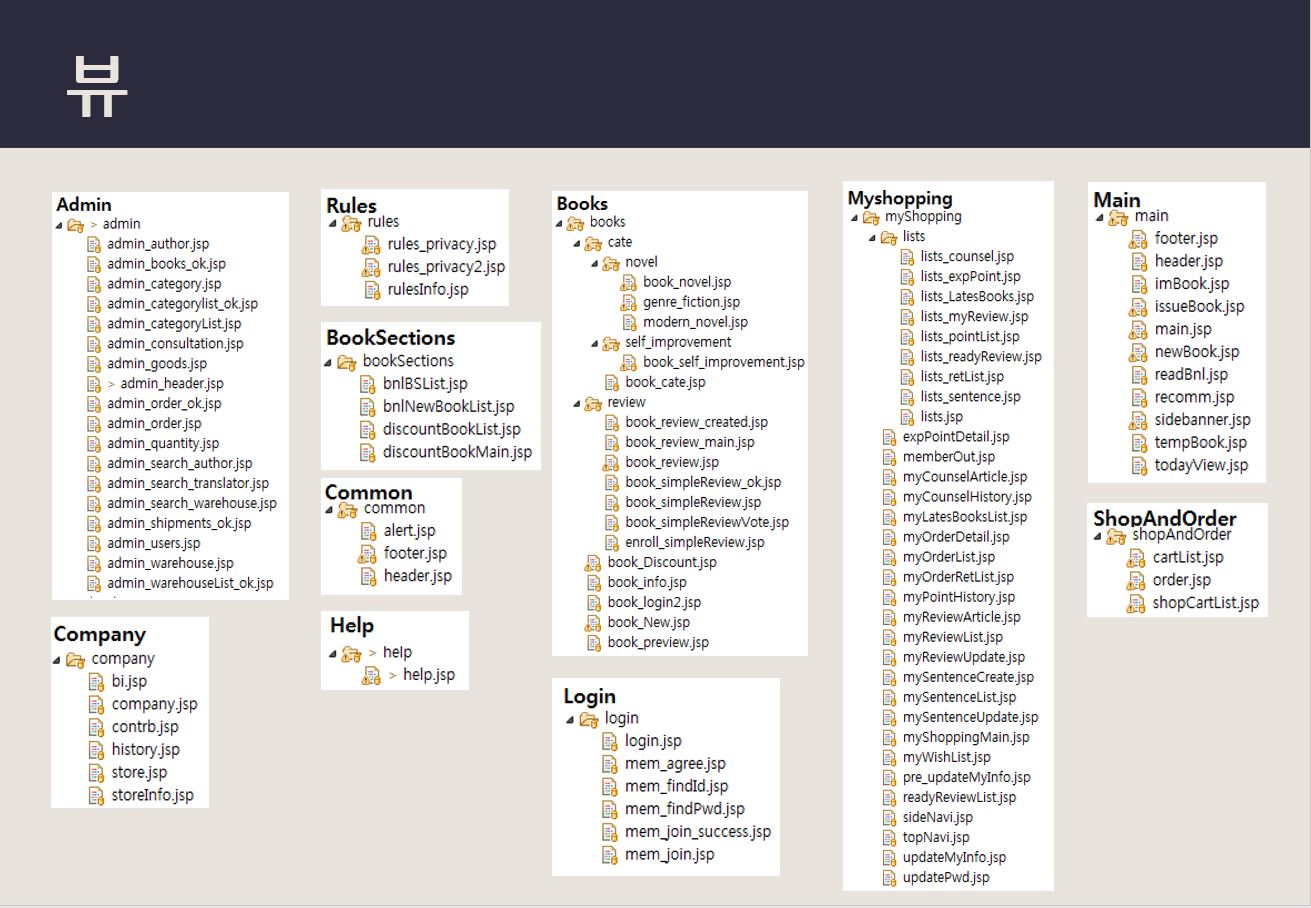 뷰
Admin
> admin
admin_author.jsp
admin_books_ok.jsp
admin_category.jsp
admin_categorylist_ok.jsp
admin_categoryList.jsp
admin_consultation.jsp
admin_goods.jsp
> admin_header.jsp
admin_order_ok.jsp
admin_order.jsp
admin_quantity.jsp
admin_search_author.jsp
admin_search_translator.jsp
admin_search_warehouse.jsp
admin_shipments_ok.jsp
admin_users.jsp
admin_warehouse.jsp
admin_warehouseList_ok.jsp
Company
company
bi.jsp
company.jsp
contrb.jsp
history.jsp
store.jsp
storeInfo.jsp
Rules
rules
rules_privacy.jsp
rules_privacy2.jsp
rulesInfo.jsp
BookSections
bookSections
bnlBSList.jsp
bnlNewBookList.jsp
discountBookList.jsp
discountBookMain.jsp
Common
common
alert.jsp
footer.jsp
header.jsp
Help
> help
> help.jsp
Books
books
cate
novel
book_novel.jsp
genre_fiction.jsp
modern_novel.jsp
self_improvement
book_self_improvement.jsp
book_cate.jsp
review
book_review_created.jsp
book_review_main.jsp
book_review.jsp
book_simpleReview_ok.jsp
book_simpleReview.jsp
book_simpleReviewVote.jsp
enroll_simpleReview.jsp
book_Discount.jsp
book_info.jsp
book_login2.jsp
book_New.jsp
book_preview.jsp
Login
login
login.jsp
mem_agree.jsp
mem_findId.jsp
mem_findPwd.jsp
mem_join_success.jsp
mem_join.jsp
Myshopping
myShopping
lists
lists_counsel.jsp
lists_expPoint.jsp
lists_LatesBooks.jsp
lists_myReview.jsp
lists_pointList.jsp
lists_readyReview.jsp
lists_retList.jsp
lists_sentence.jsp
lists.jsp
expPointDetail.jsp
memberOut.jsp
myCounselArticle.jsp
myCounselHistory.jsp
myLatesBooksList.jsp
myOrderDetail.jsp
myOrderList.jsp
myOrderRetList.jsp
myPointHistory.jsp
myReviewArticle.jsp
myReviewList.jsp
myReviewUpdate.jsp
mySentenceCreate.jsp
mySentenceList.jsp
mySentenceUpdate.jsp
myShoppingMain.jsp
myWishList.jsp
pre_updateMyInfo.jsp
readyReviewList.jsp
sideNavi.jsp
topNavi.jsp
updateMyInfo.jsp
updatePwd.jsp
Main
main
footer.jsp
header.jsp
imBook.jsp
issueBook.jsp
main.jsp
newBook.jsp
readBnl.jsp
recomm.jsp
sidebanner.jsp
tempBook.jsp
todayView.jsp
ShopAndOrder
shopAndOrder
cartList.jsp
order.jsp
shopCartList.jsp